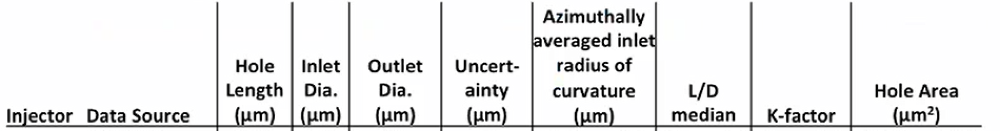 Injector Data Source
Hole
Length
(µm)
Inlet
Dia.
(µm)
Outlet
Dia.
(µm)
Uncert-
ainty
(µm)
Azimuthally
averaged inlet
radius of
curvature
(µm)
L/D
median
K-factor
Hole Area
(µm²)